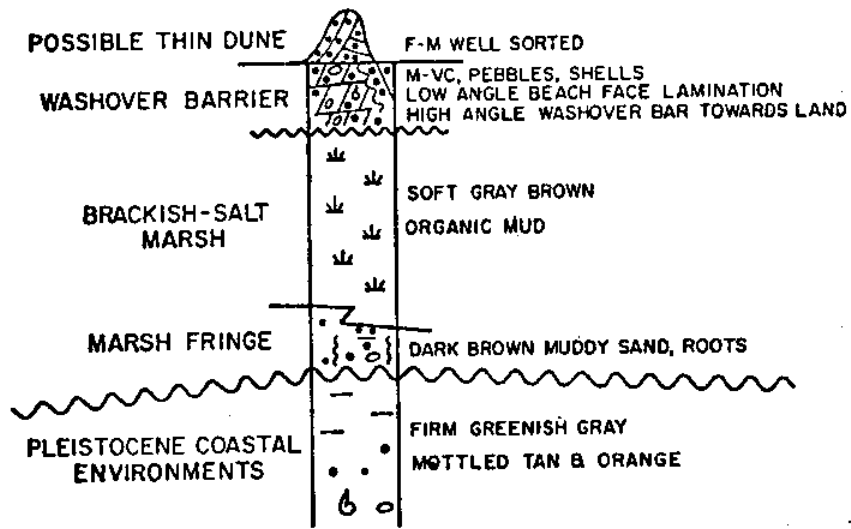 POSSIBLE THIN DUNE
F-M WELL SORTED
WASHOVER BARRIER
M-VC, PEBBLES, SHELLS
LOW ANGLE BEACH FACE LAMINATION
HIGH ANGLE WASHOVER BAR TOWARDS LAND
BRACKISH-SALT
MARSH
SOFT GRAY BROWN
ORGANIC MUD
MARSH FRINGE
DARK BROWN MUDDY SAND, ROOTS
PLEISTOCENE COASTAL
ENVIRONMENTS
FIRM GREENISH GRAY
MOTTLED TAN & ORANGE